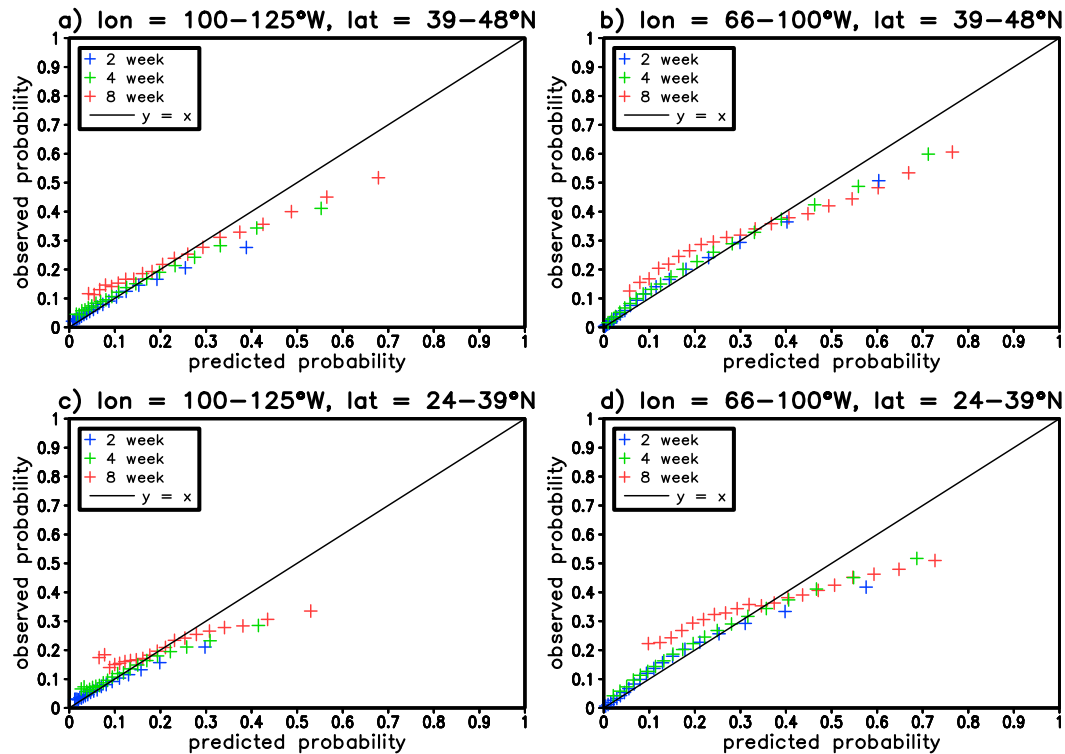 a) lon = 100-125°W, lat = 39-48°N
1
0.9
0.8
0.7
0.6
0.5
0.4
0.3
0.2
0.1
0
observed probability
2 week
4 week
8 week
y = x
0 0.1 0.2 0.3 0.4 0.5 0.6 0.7 0.8 0.9 1
predicted probability
b) lon = 66-100°W, lat = 39-48°N
1
0.9
0.8
0.7
0.6
0.5
0.4
0.3
0.2
0.1
0
observed probability
2 week
4 week
8 week
y = x
0 0.1 0.2 0.3 0.4 0.5 0.6 0.7 0.8 0.9 1
predicted probability
c) lon = 100-125°W, lat = 24-39°N
1
0.9
0.8
0.7
0.6
0.5
0.4
0.3
0.2
0.1
0
observed probability
2 week
4 week
8 week
y = x
0 0.1 0.2 0.3 0.4 0.5 0.6 0.7 0.8 0.9 1
predicted probability
d) lon = 66-100°W, lat = 24-39°N
1
0.9
0.8
0.7
0.6
0.5
0.4
0.3
0.2
0.1
0
observed probability
2 week
4 week
8 week
y = x
0 0.1 0.2 0.3 0.4 0.5 0.6 0.7 0.8 0.9 1
predicted probability